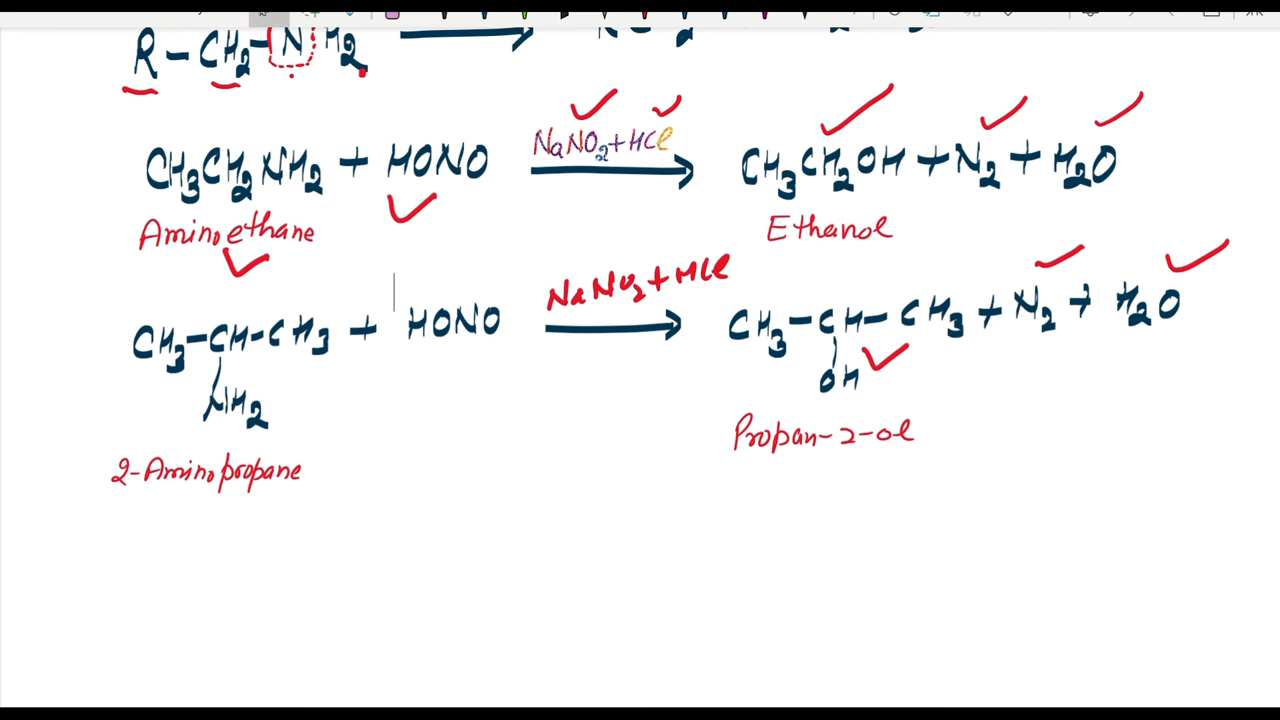 R-CH2-NH2
CH3CH2NH2 + HONO NaNO2+HCl CH3CH2OH + N2 + H2O
Aminoethane Ethanol
CH3-CH-CH3 + HONO NaNO2+HCl CH3-CH-CH3 + N2 + H2O
NH2 OH
2-Aminopropane Propan-2-ol